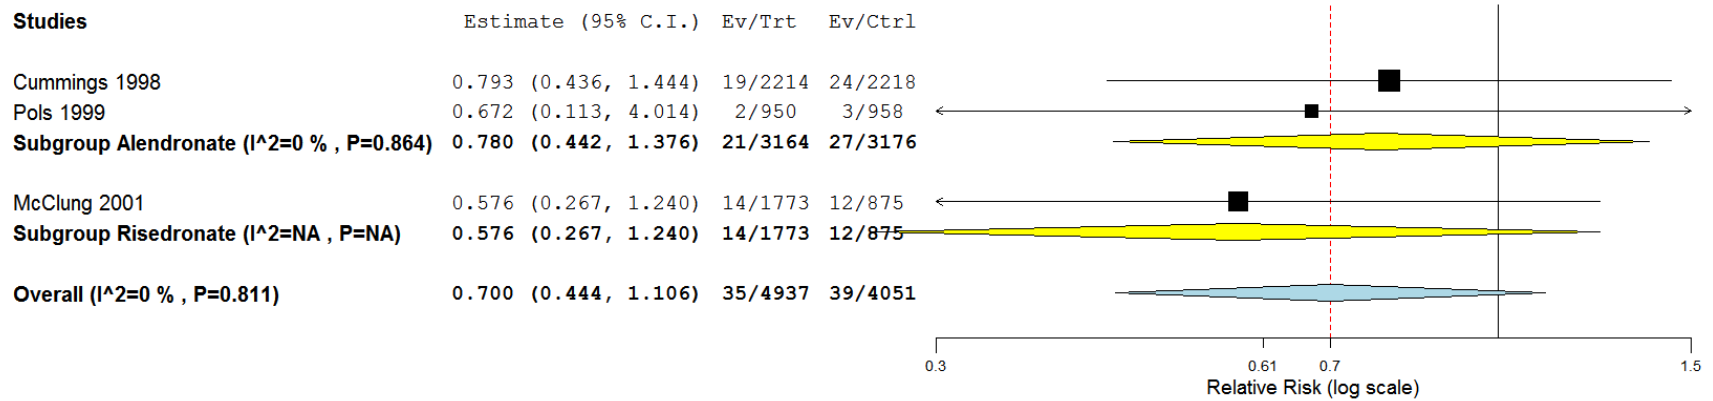 Studies Estimate (95% C.I.) Ev/Trt Ev/Ctrl
Cummings 1998 0.793 (0.436, 1.444) 19/2214 24/2218
Pols 1999 0.672 (0.113, 4.014) 2/950 3/958
Subgroup Alendronate (I^2=0 % , P=0.864) 0.780 (0.442, 1.376) 21/3164 27/3176
McClung 2001 0.576 (0.267, 1.240) 14/1773 12/875
Subgroup Risedronate (I^2=NA , P=NA) 0.576 (0.267, 1.240) 14/1773 12/875
Overall (I^2=0 % , P=0.811) 0.700 (0.444, 1.106) 35/4937 39/4051
0.3 0.61 0.7 1.5
Relative Risk (log scale)